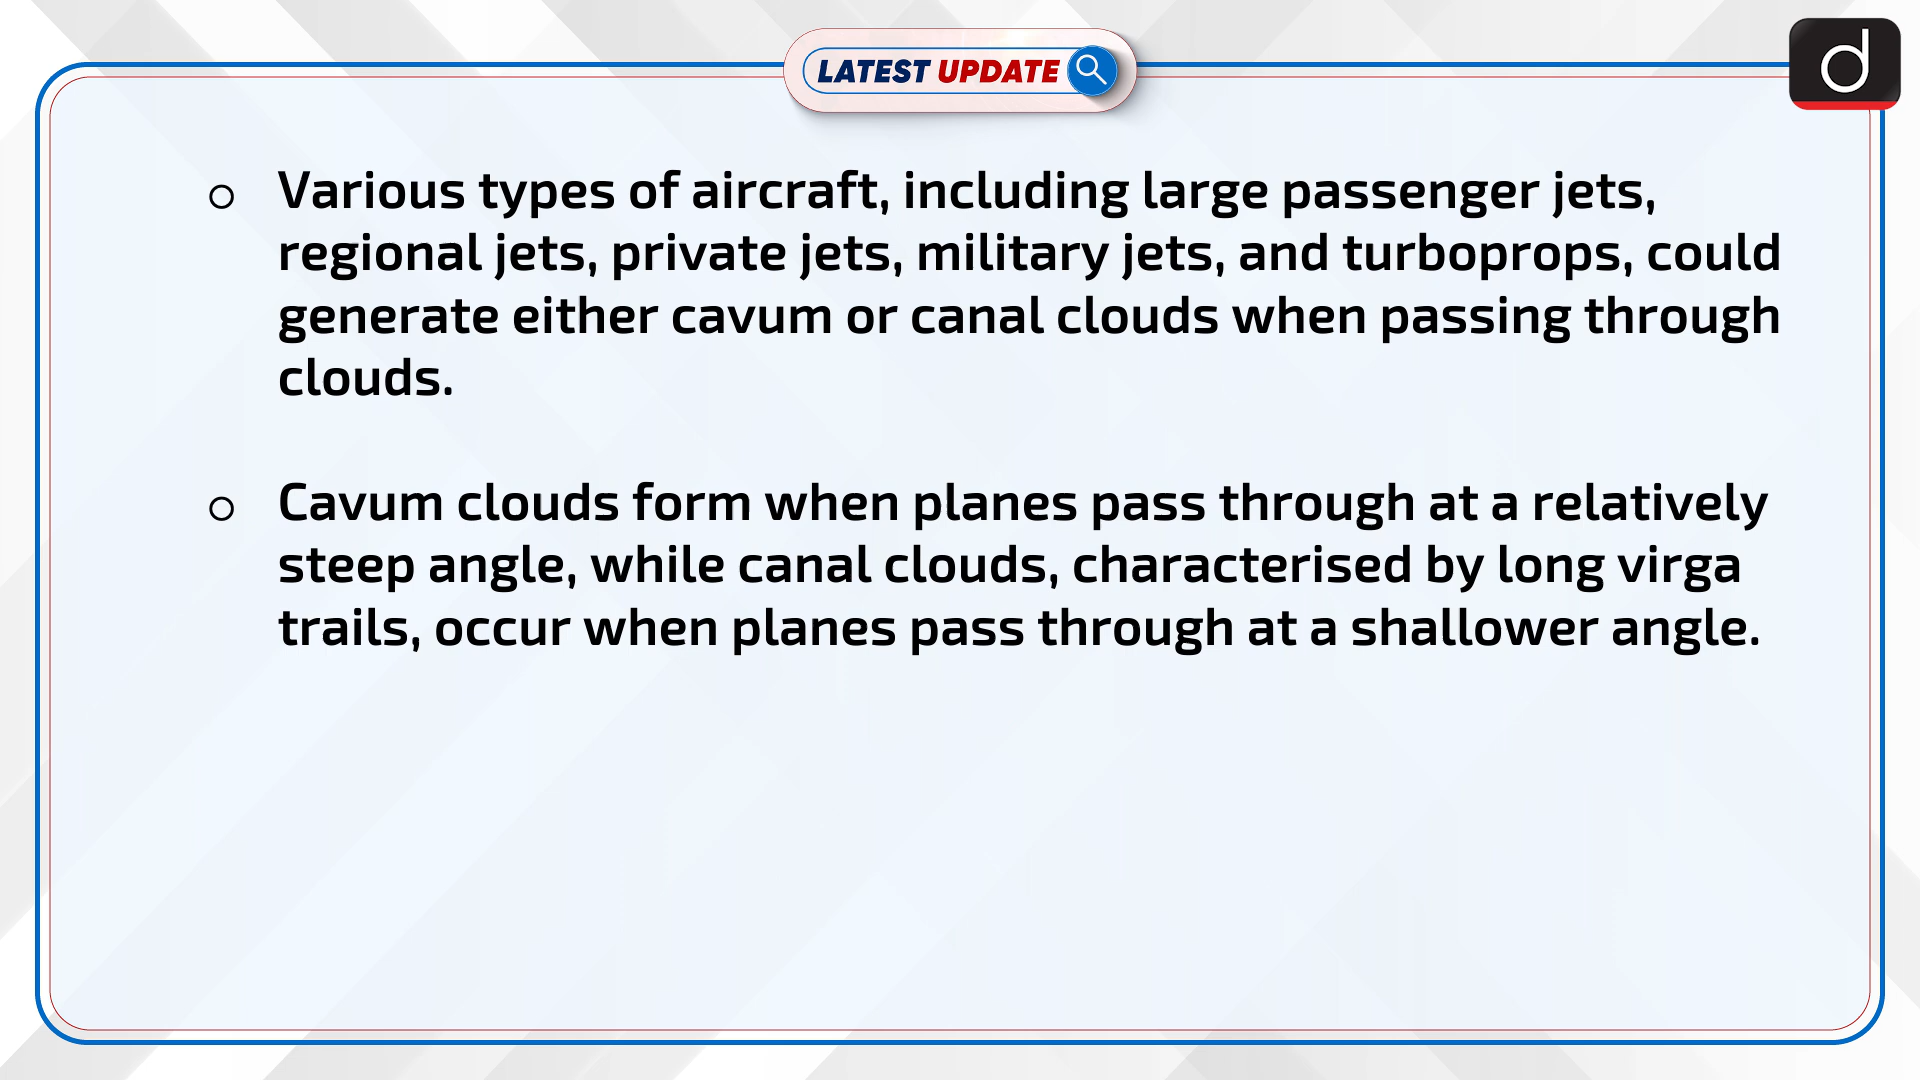 LATEST UPDATE
d
○ Various types of aircraft, including large passenger jets,
regional jets, private jets, military jets, and turboprops, could
generate either cavum or canal clouds when passing through
clouds.
○ Cavum clouds form when planes pass through at a relatively
steep angle, while canal clouds, characterised by long virga
trails, occur when planes pass through at a shallower angle.